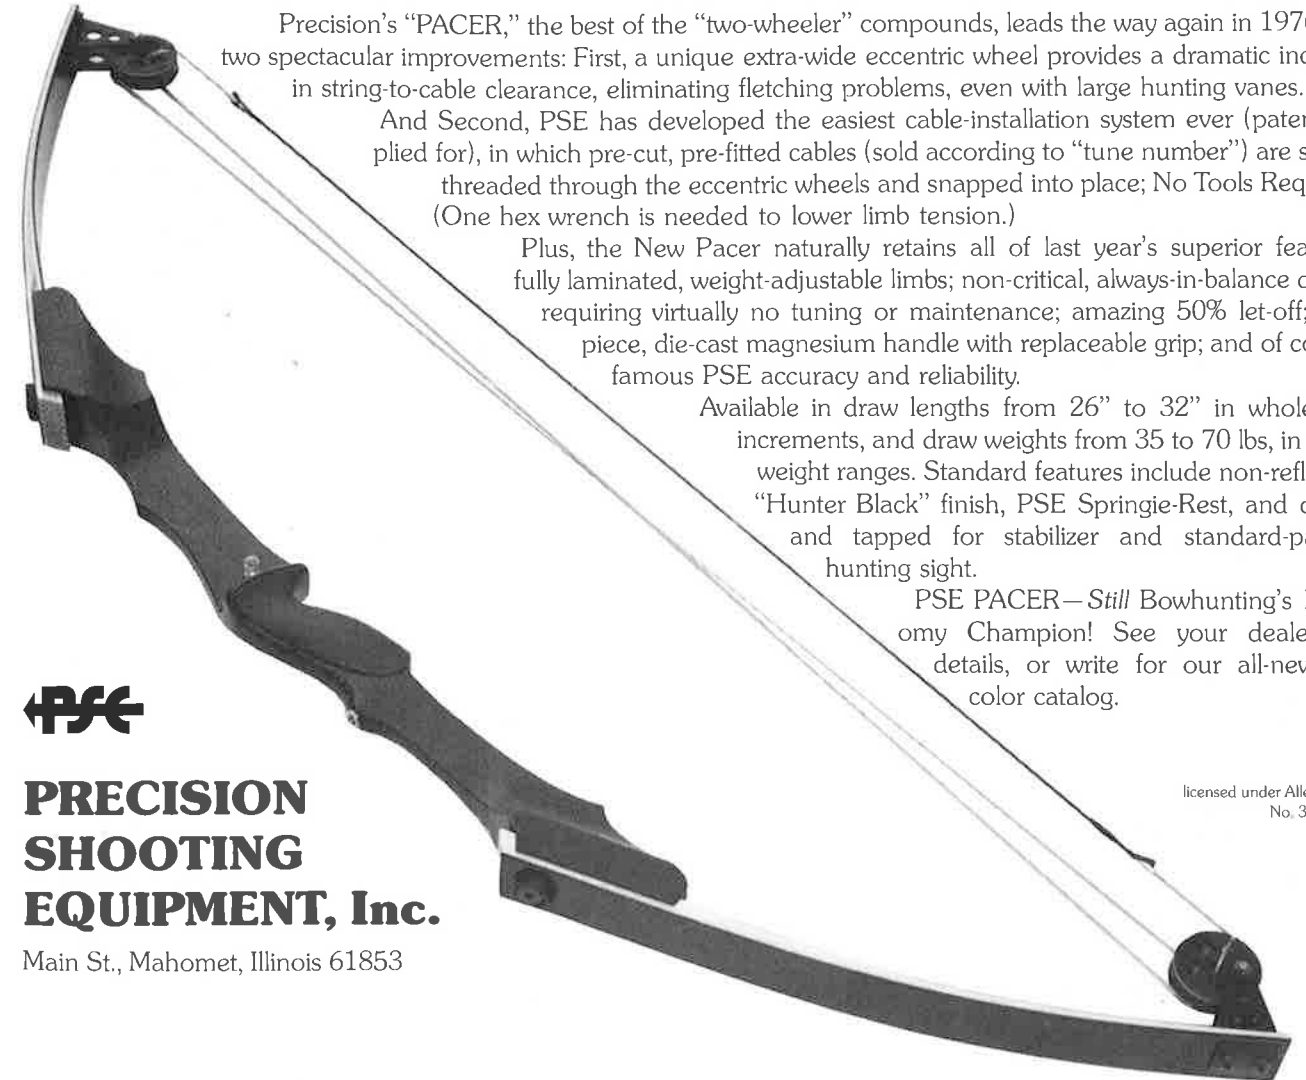 Precision's “PACER,” the best of the “two-wheeler” compounds, leads the way again in
two spectacular improvements: First, a unique extra-wide eccentric wheel provides a dramatic
in string-to-cable clearance, eliminating fletching problems, even with large hunting vanes.
And Second, PSE has developed the easiest cable-installation system ever
plied for), in which pre-cut, pre-fitted cables (sold according to “tune number”) are
threaded through the eccentric wheels and snapped into place; No Tools
(One hex wrench is needed to lower limb tension.)
Plus, the New Pacer naturally retains all of last year's superior
fully laminated, weight-adjustable limbs; non-critical, always-in-balance
requiring virtually no tuning or maintenance; amazing 50% let-off;
piece, die-cast magnesium handle with replaceable grip; and of
famous PSE accuracy and reliability.
Available in draw lengths from 26” to 32” in whole
increments, and draw weights from 35 to 70 lbs, in
weight ranges. Standard features include
“Hunter Black” finish, PSE Springie-Rest, and
and tapped for stabilizer and
hunting sight.
PSE PACER—Still Bowhunting's
omy Champion! See your
details, or write for our
color catalog.
licensed under
No.
PSE
PRECISION
SHOOTING
EQUIPMENT, Inc.
Main St., Mahomet, Illinois 61853